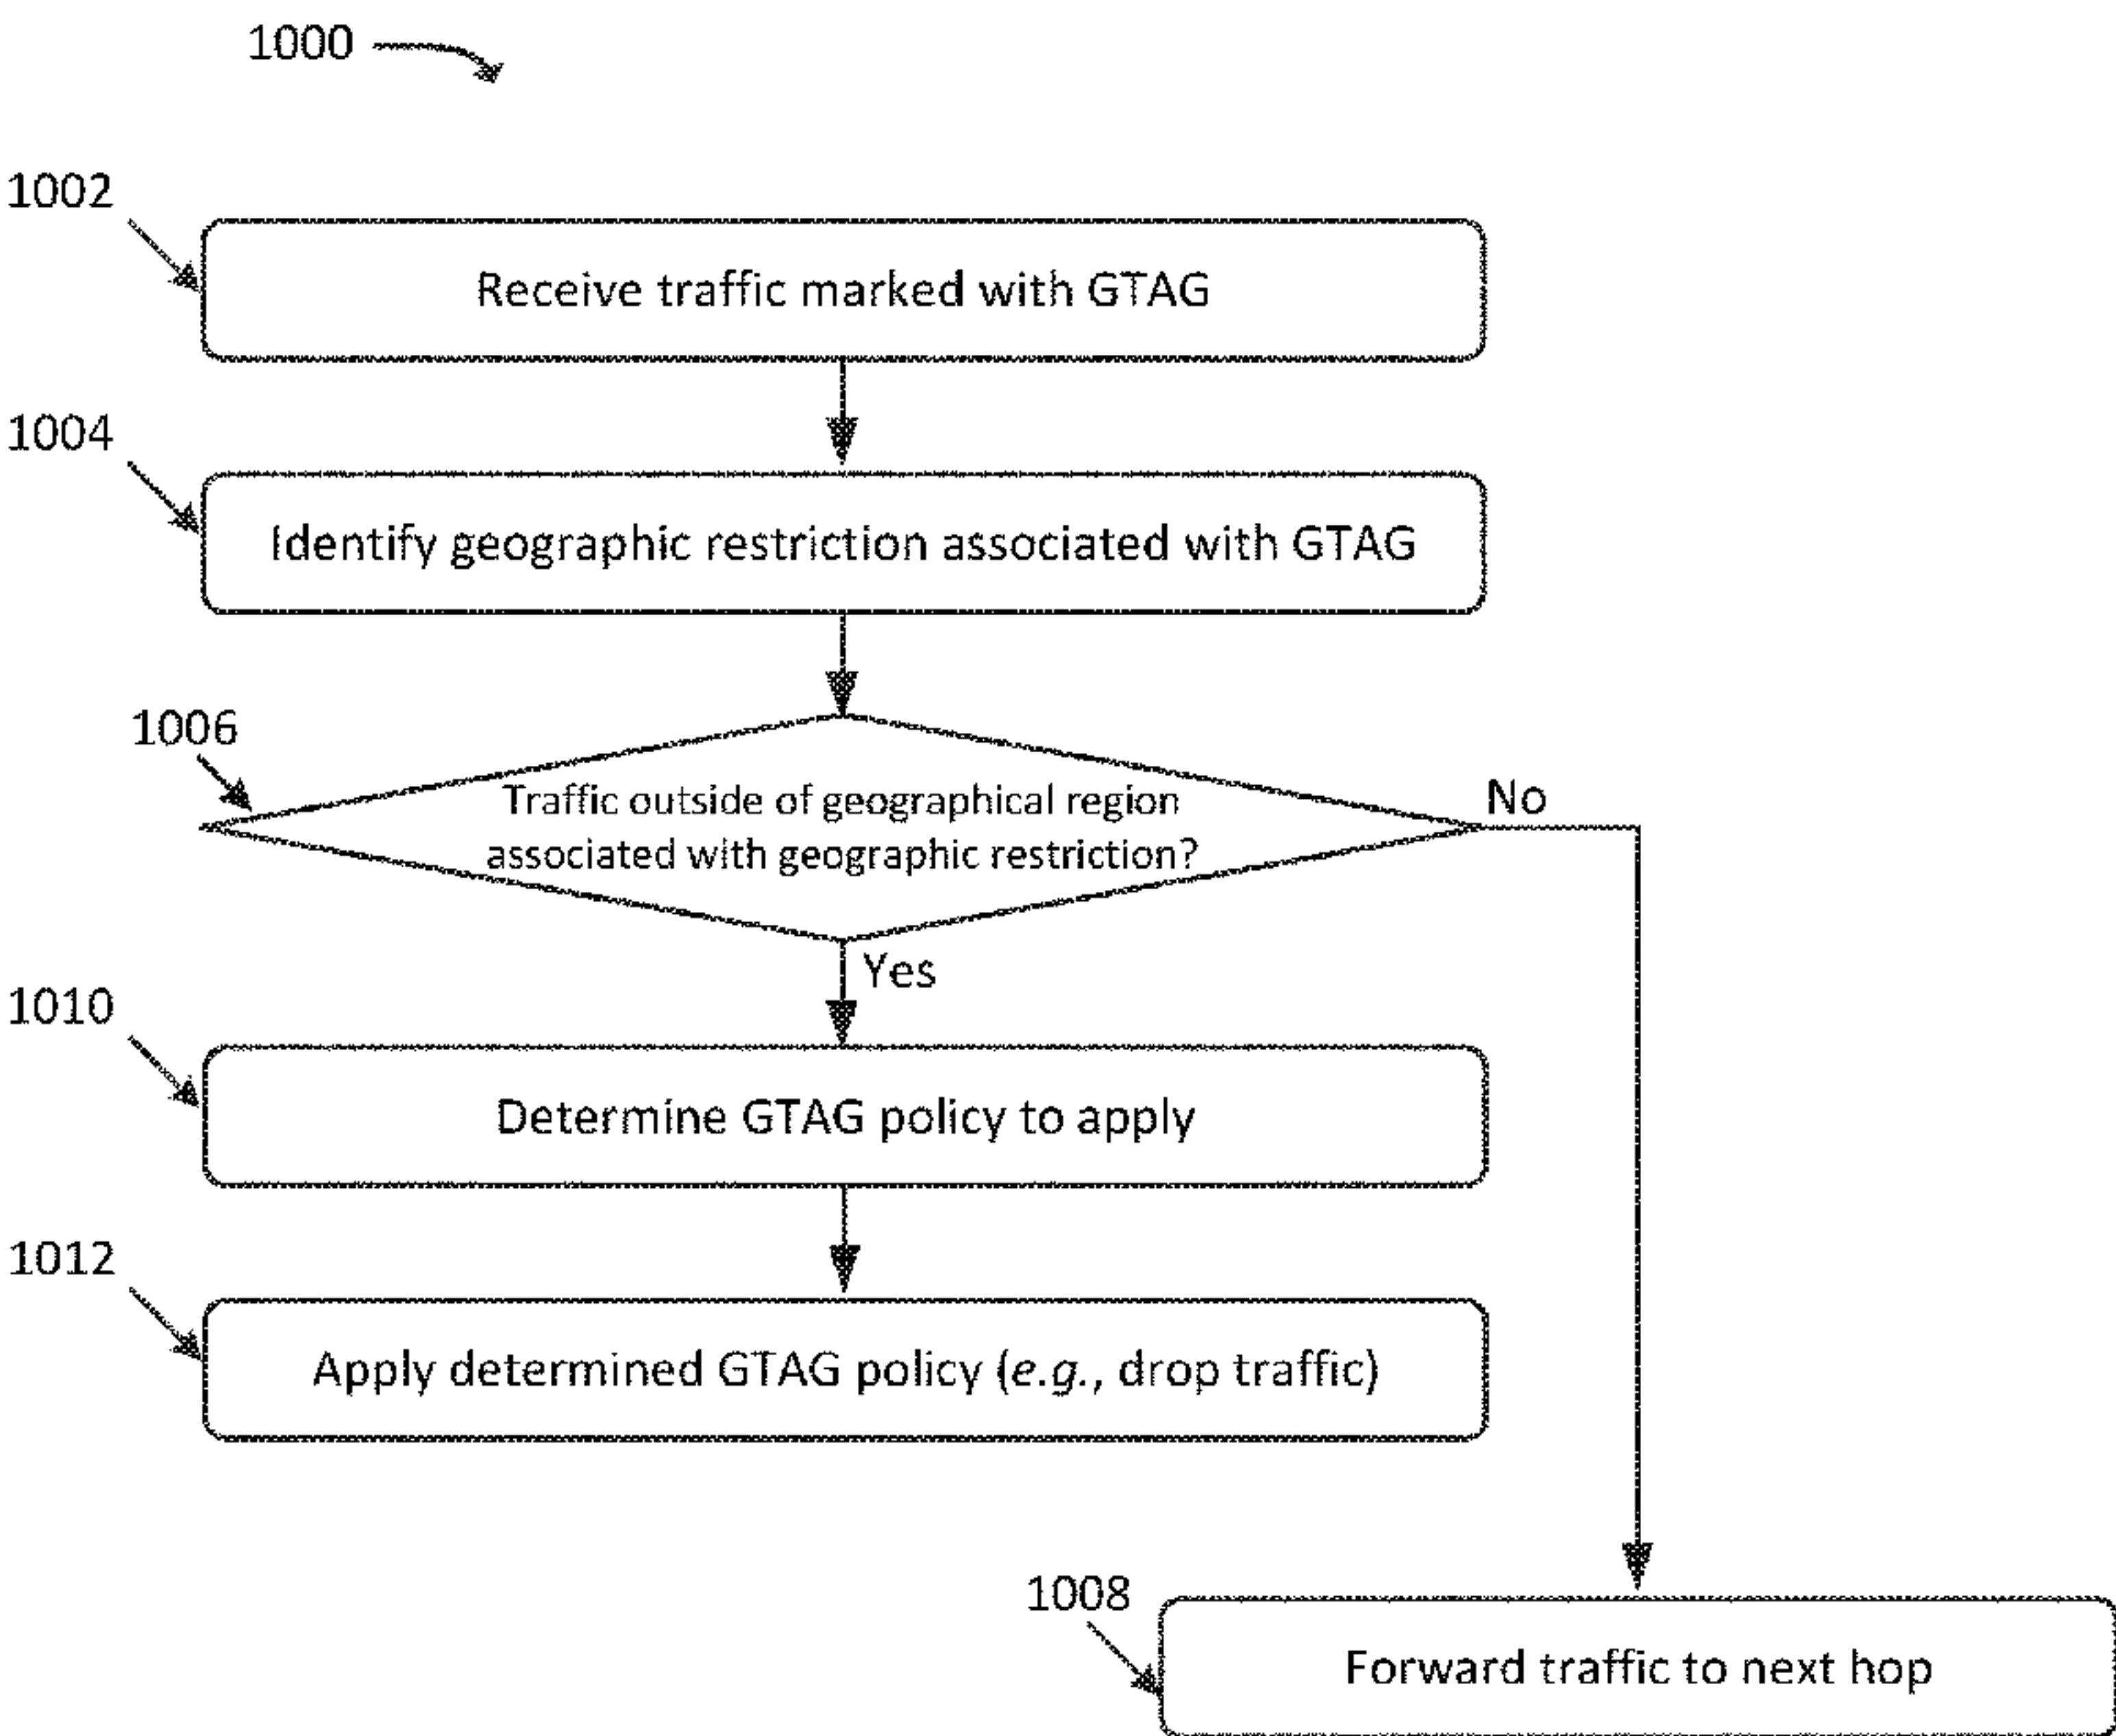 1000
1002
Receive traffic marked with GTAG
1004
Identify geographic restriction associated with GTAG
1006
Traffic outside of geographical region
associated with geographic restriction?
No
Yes
1010
Determine GTAG policy to apply
1012
Apply determined GTAG policy (e.g., drop traffic)
1008
Forward traffic to next hop